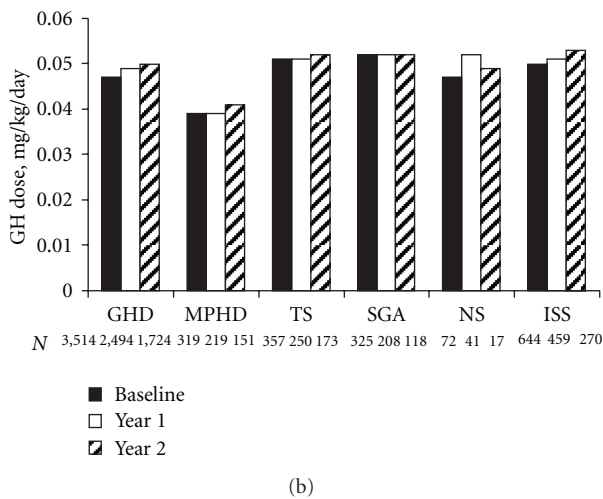 0.06
0.05
0.04
0.03
0.02
0.01
0
GH dose, mg/kg/day
GHD MPHD TS SGA NS ISS
N 3,514 2,494 1,724 319 219 151 357 250 173 325 208 118 72 41 17 644 459 270
Baseline
Year 1
Year 2
(b)